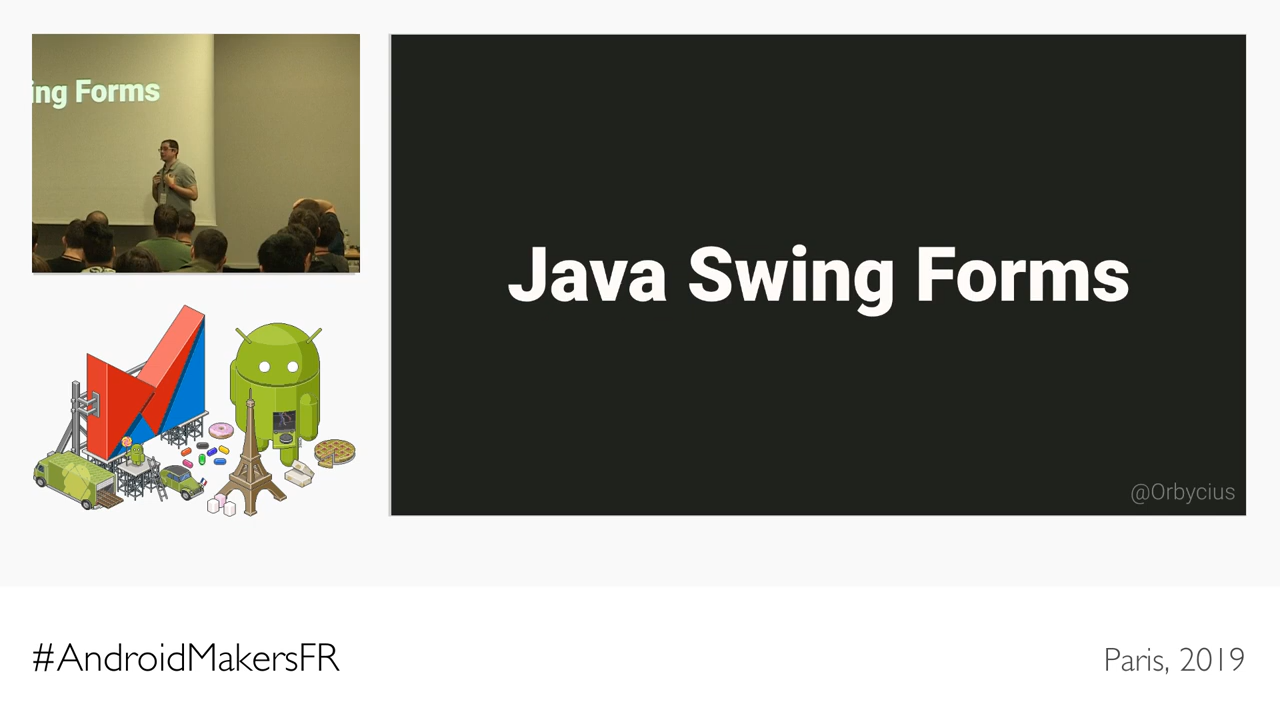 ing Forms
Java Swing Forms
@Orbycius
#AndroidMakersFR
Paris, 2019